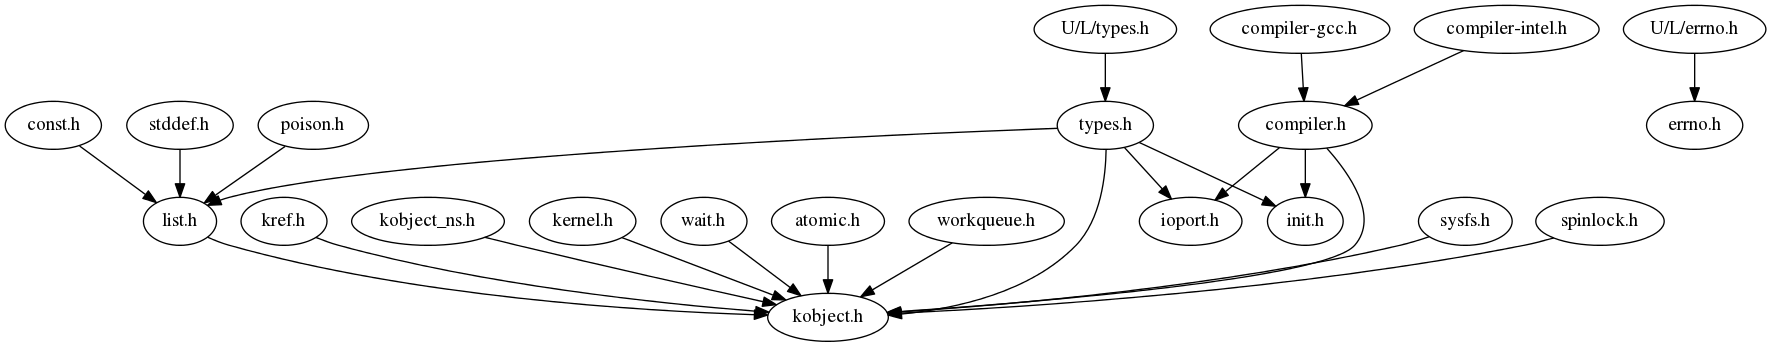 U/L/types.h
compiler-gcc.h
compiler-intel.h
U/L/errno.h
const.h
stddef.h
poison.h
types.h
compiler.h
errno.h
list.h
kref.h
kobject_ns.h
kernel.h
wait.h
atomic.h
workqueue.h
ioport.h
init.h
sysfs.h
spinlock.h
kobject.h